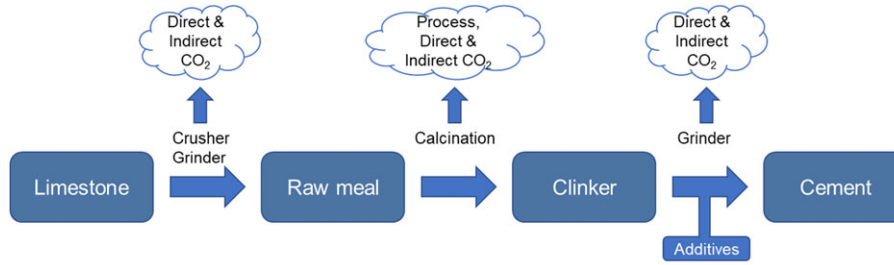 Direct &
Indirect
CO₂
Process,
Direct &
Indirect CO₂
Direct &
Indirect
CO₂
Crusher
Grinder
Calcination
Grinder
Limestone
Raw meal
Clinker
Cement
Additives